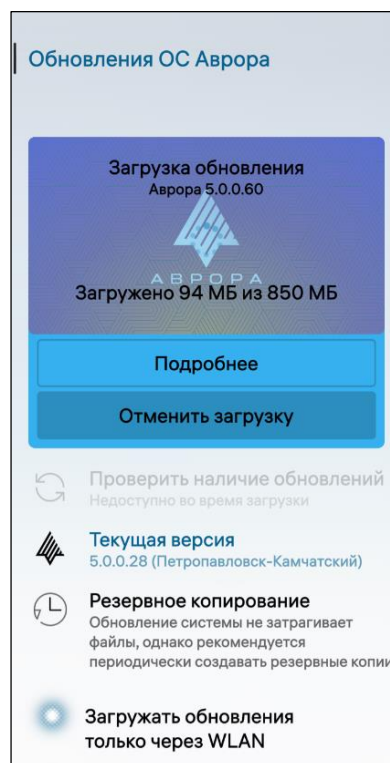 Обновления ОС Аврора
Загрузка обновления
Аврора 5.0.0.60
АВРОРА
Загружено 94 МБ из 850 МБ
Подробнее
Отменить загрузку
Проверить наличие обновлений
Недоступно во время загрузки
Текущая версия
5.0.0.28 (Петропавловск-Камчатский)
Резервное копирование
Обновление системы не затрагивает
файлы, однако рекомендуется
периодически создавать резервные копии
Загружать обновления
только через WLAN